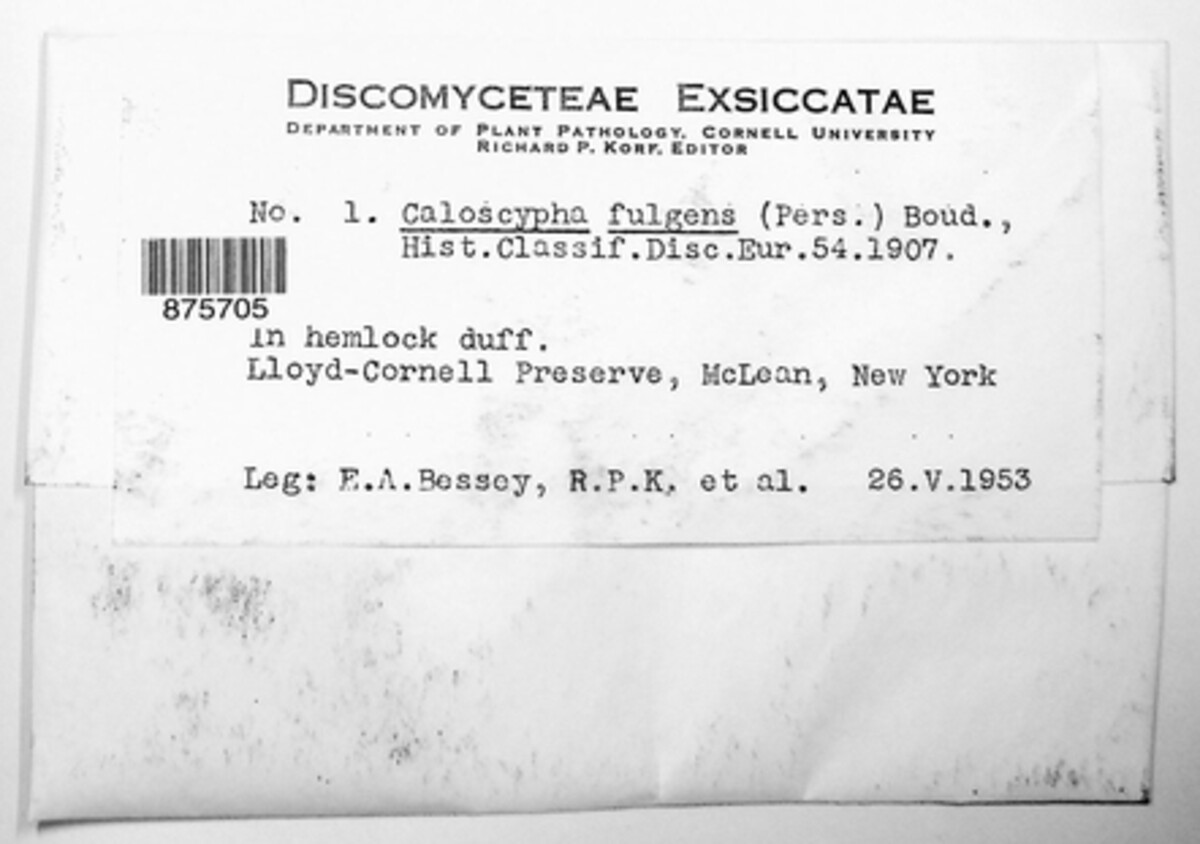 DISCOMYCETEAE EXSICCATAE
DEPARTMENT OF PLANT PATHOLOGY, CORNELL UNIVERSITY
RICHARD P. KORF, EDITOR
No. 1. Caloscypha fulgens (Pers.) Boud.,
Hist.Classif.Disc.Eur.54.1907.
875705
In hemlock duff.
Lloyd-Cornell Preserve, McLean, New York
Leg: E.A.Bessey, R.P.K. et al. 26.V.1953